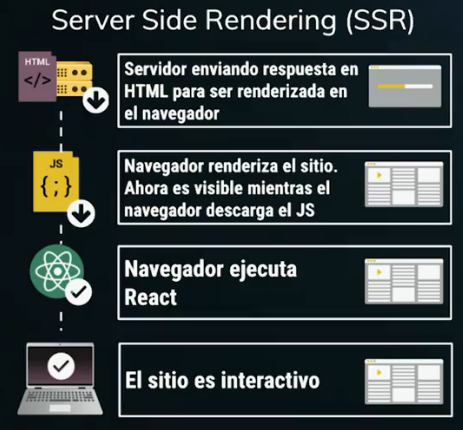 Server Side Rendering (SSR)
HTML
</>
Servidor enviando respuesta en
HTML para ser renderizada en
el navegador
JS
{;}
Navegador renderiza el sitio.
Ahora es visible mientras el
navegador descarga el JS
Navegador ejecuta
React
El sitio es interactivo